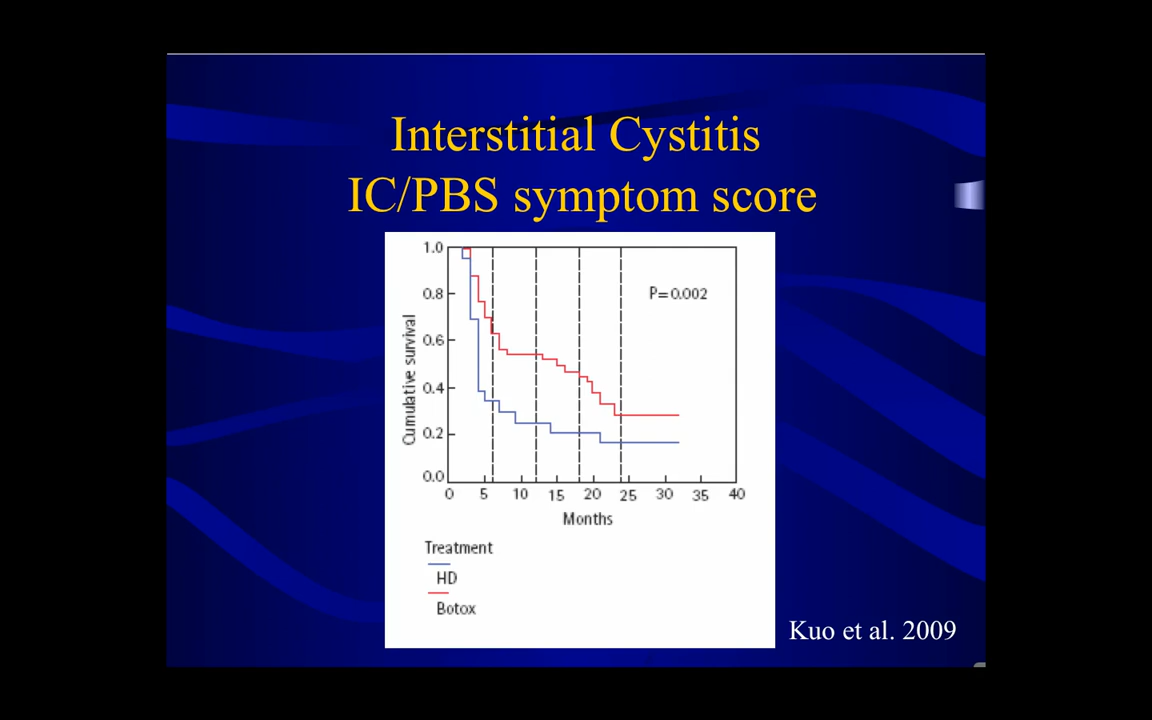 Interstitial Cystitis
IC/PBS symptom score
1.0
0.8
0.6
0.4
0.2
0.0
Cumulative survival
P=0.002
0 5 10 15 20 25 30 35 40
Months
Treatment
HD
Botox
Kuo et al. 2009